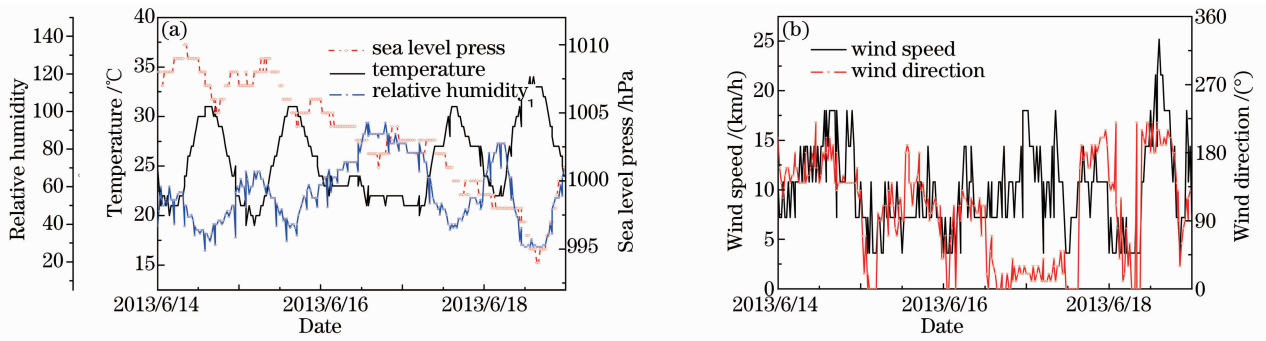 (a)
sea level press
temperature
relative humidity
Relative humidity
140
120
100
80
60
40
20
Temperature /℃
40
35
30
25
20
15
Sea level press /hPa
1010
1005
1000
995
2013/6/14
2013/6/16
2013/6/18
Date
(b)
wind speed
wind direction
Wind speed /(km/h)
25
20
15
10
5
0
Wind direction /(°)
360
270
180
90
0
2013/6/14
2013/6/16
2013/6/18
Date